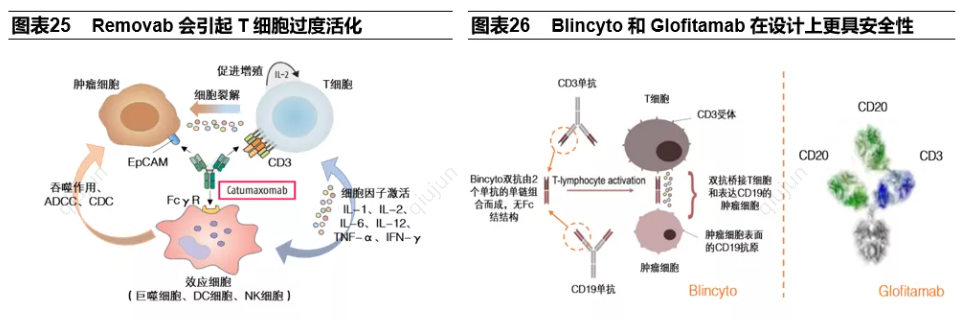 图表25 Removab 会引起 T 细胞过度活化
促进增殖
IL-2
肿瘤细胞
T细胞
细胞裂解
EpCAM
CD3
吞噬作用、
ADCC、CDC
Catumaxomab
FcγR
细胞因子激活
IL-1、IL-2、
IL-6、IL-12、
TNF-α、IFN-γ
效应细胞
(巨噬细胞、DC细胞、NK细胞)
qiujun
qiujun
图表26 Blincyto 和 Glofitamab 在设计上更具安全性
CD3单抗
T细胞
CD3受体
Bincyto双抗由2
个单抗的单链组
合而成,无Fc
结结构
T-lymphocyte activation
双抗桥接T细胞
和表达CD19的
肿瘤细胞
肿瘤细胞表面
的CD19抗原
肿瘤细胞
CD19单抗
Blincyto
CD20
CD20
CD3
Glofitamab
qiujun
qiujun